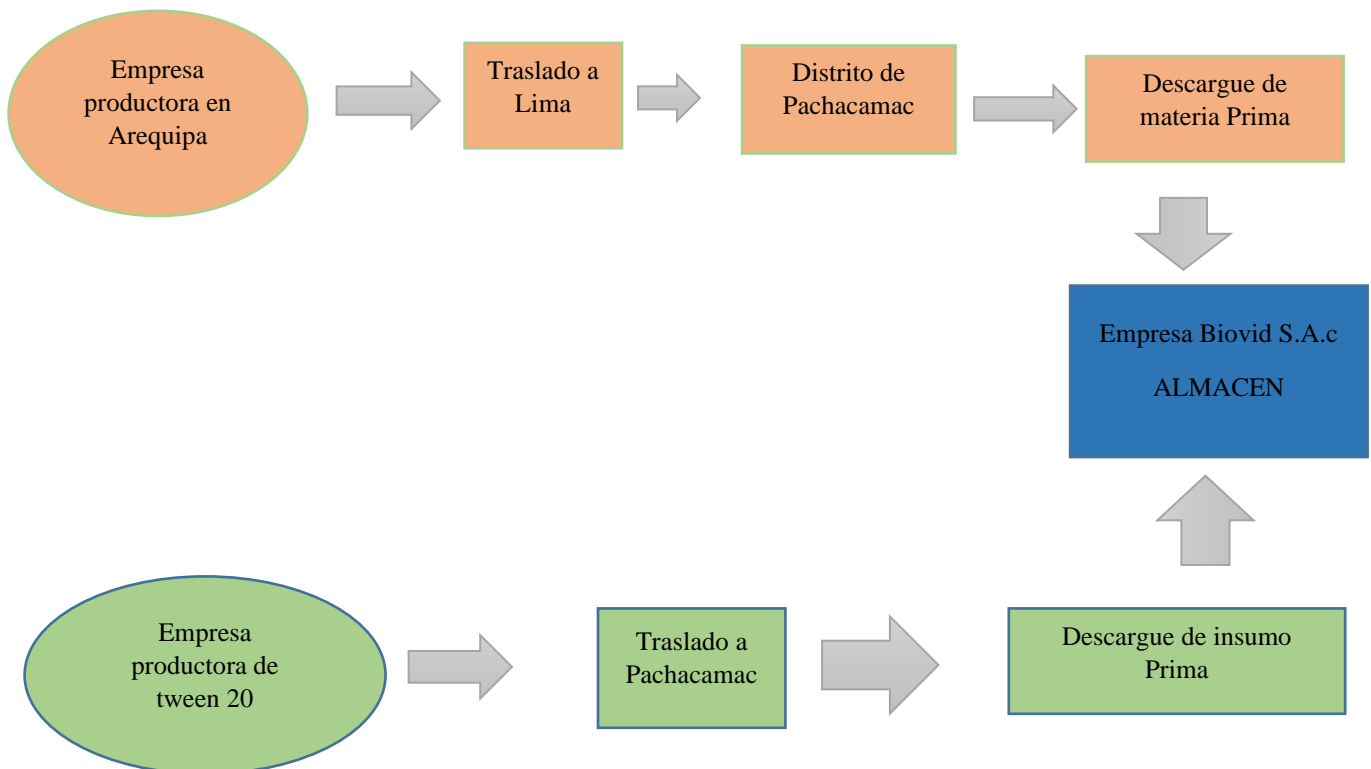 Empresa
productora en
Arequipa
Traslado a
Lima
Distrito de
Pachacamac
Descargue de
materia Prima
Empresa Biovid S.A.c
ALMACEN
Empresa
productora de
tween 20
Traslado a
Pachacamac
Descargue de insumo
Prima